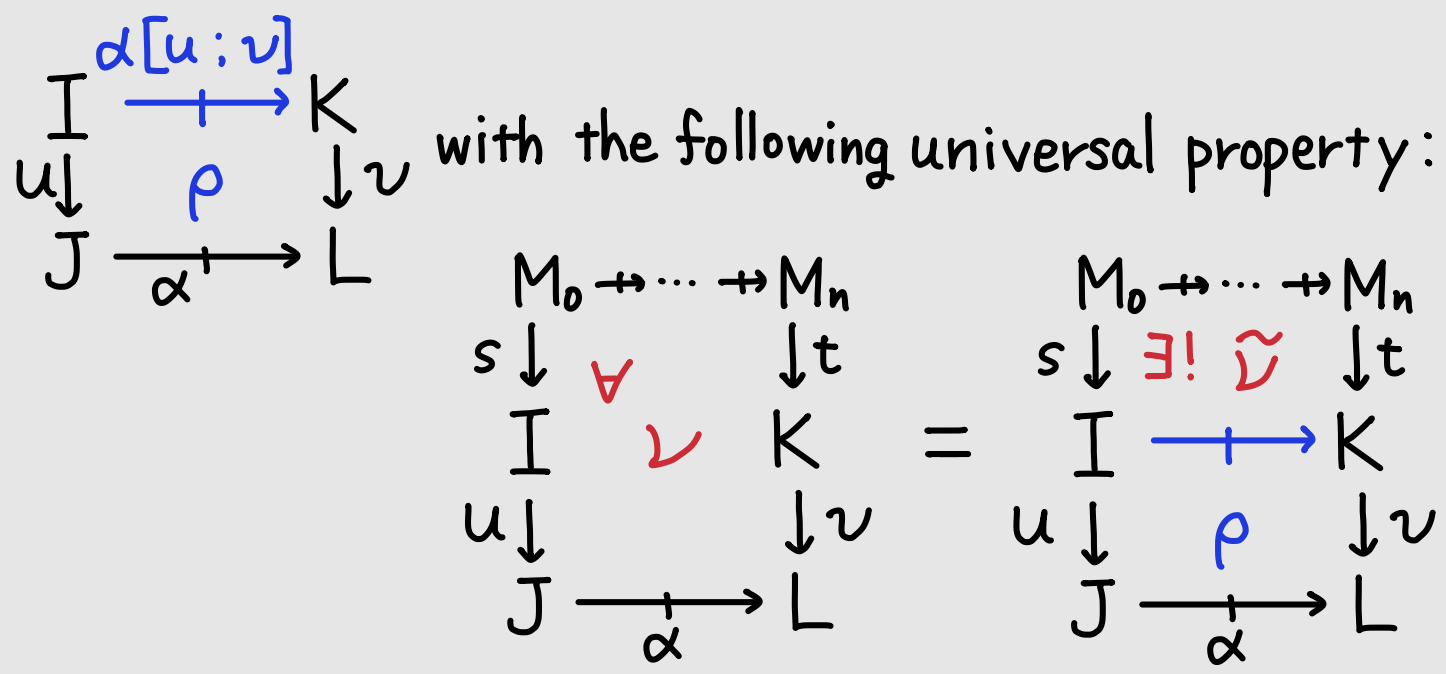 α[u ; v]
I K
u ρ v
J α L
with the following universal property:
M₀ ⋯ Mₙ M₀ ⋯ Mₙ
s ∀ t s ∃! ν̃ t
I ν K = I K
u v u ρ v
J α L J α L